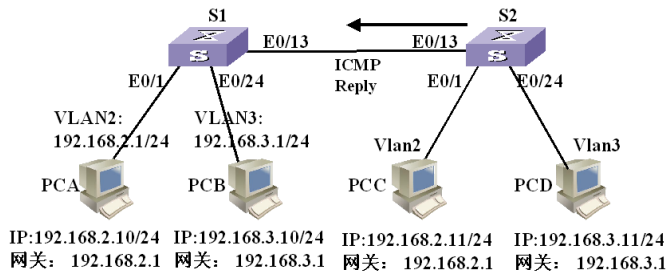 S1
S2
E0/13
E0/13
ICMP
Reply
E0/1
E0/24
E0/1
E0/24
VLAN2:
192.168.2.1/24
VLAN3:
192.168.3.1/24
Vlan2
Vlan3
PCA
PCB
PCC
PCD
IP:192.168.2.10/24
网关: 192.168.2.1
IP:192.168.3.10/24
网关: 192.168.3.1
IP:192.168.2.11/24
网关: 192.168.2.1
IP:192.168.3.11/24
网关: 192.168.3.1